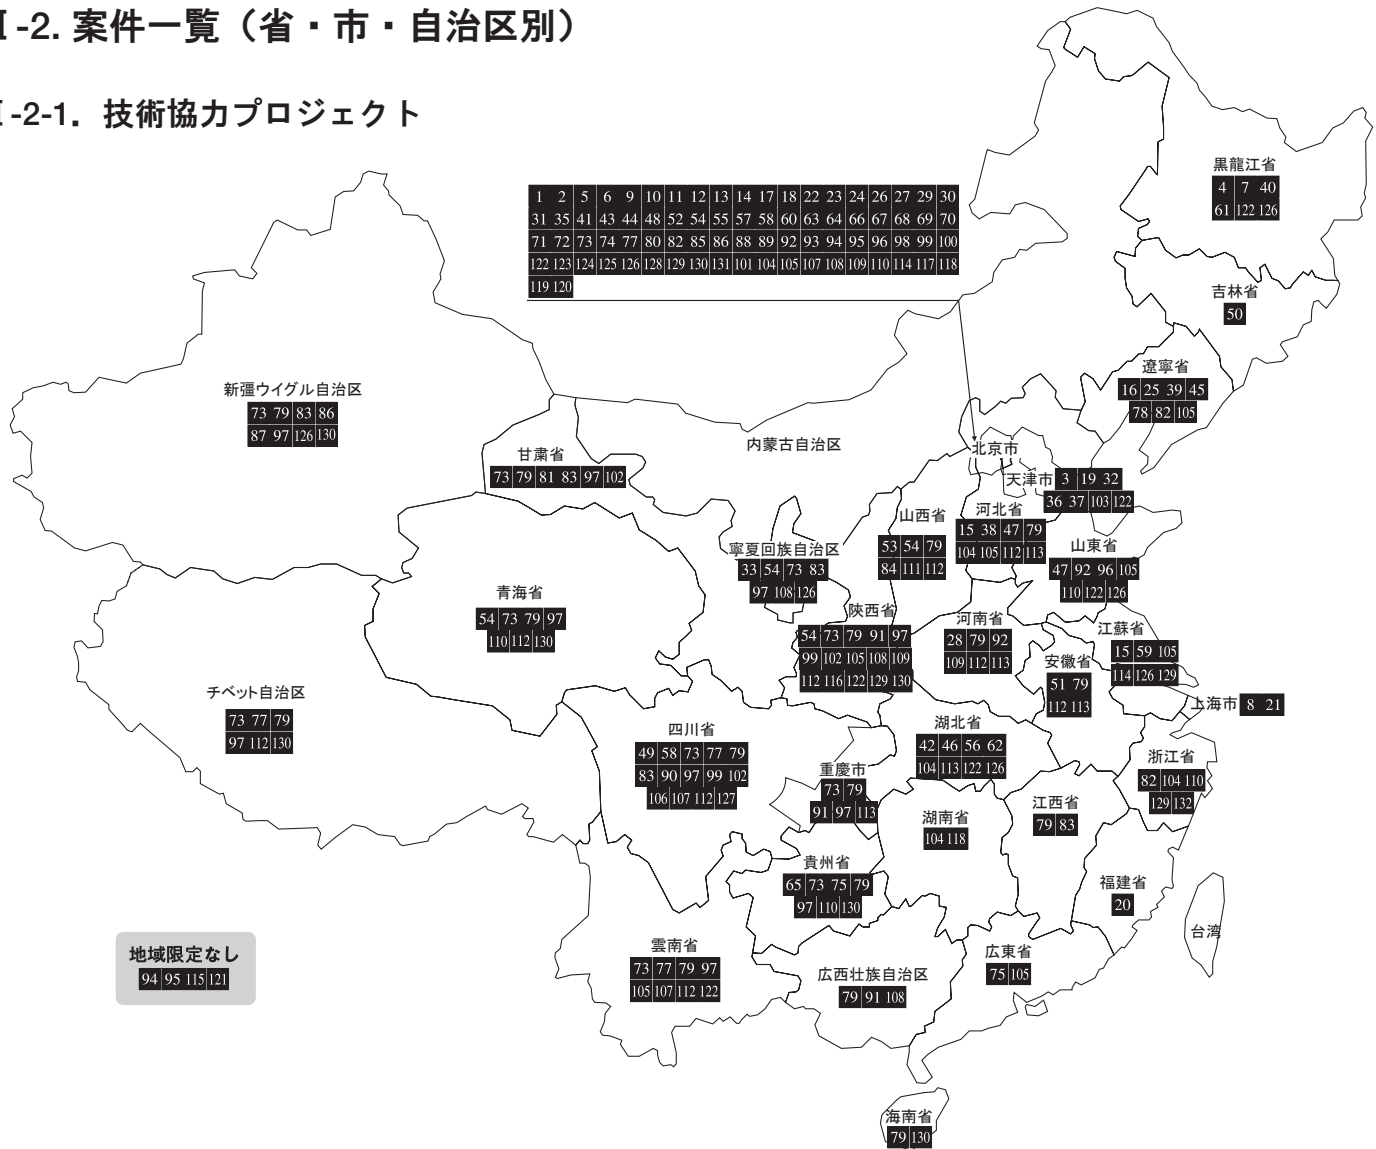 -2. 案件一覧（省・市・自治区別）
-2-1．技術協力プロジェクト
1 2 5 6 9 10 11 12 13 14 17 18 22 23 24 26 27 29 30
31 35 41 43 44 48 52 54 55 57 58 60 63 64 66 67 68 69 70
71 72 73 74 77 80 82 85 86 88 89 92 93 94 95 96 98 99 100
122 123 124 125 126 128 129 130 131 101 104 105 107 108 109 110 114 117 118
119 120
黒龍江省
4 7 40
61 122 126
吉林省
50
遼寧省
16 25 39 45
78 82 105
新疆ウイグル自治区
73 79 83 86
87 97 126 130
甘粛省
73 79 81 83 97 102
内蒙古自治区
北京市
天津市 3 19 32
36 37 103 122
山西省
53 54 79
84 111 112
河北省
15 38 47 79
104 105 112 113
山東省
47 92 96 105
110 122 126
寧夏回族自治区
33 54 73 83
97 108 126
青海省
54 73 79 97
110 112 130
陝西省
54 73 79 91 97
99 102 105 108 109
112 116 122 129 130
河南省
28 79 92
109 112 113
江蘇省
15 59 105
114 126 129
安徽省
51 79
112 113
上海市 8 21
チベット自治区
73 77 79
97 112 130
四川省
49 58 73 77 79
83 90 97 99 102
106 107 112 127
重慶市
73 79
91 97 113
湖北省
42 46 56 62
104 113 122 126
浙江省
82 104 110
129 132
江西省
79 83
湖南省
104 118
貴州省
65 73 75 79
97 110 130
福建省
20
台湾
地域限定なし
94 95 115 121
雲南省
73 77 79 97
105 107 112 122
広西壮族自治区
79 91 108
広東省
75 105
海南省
79 130